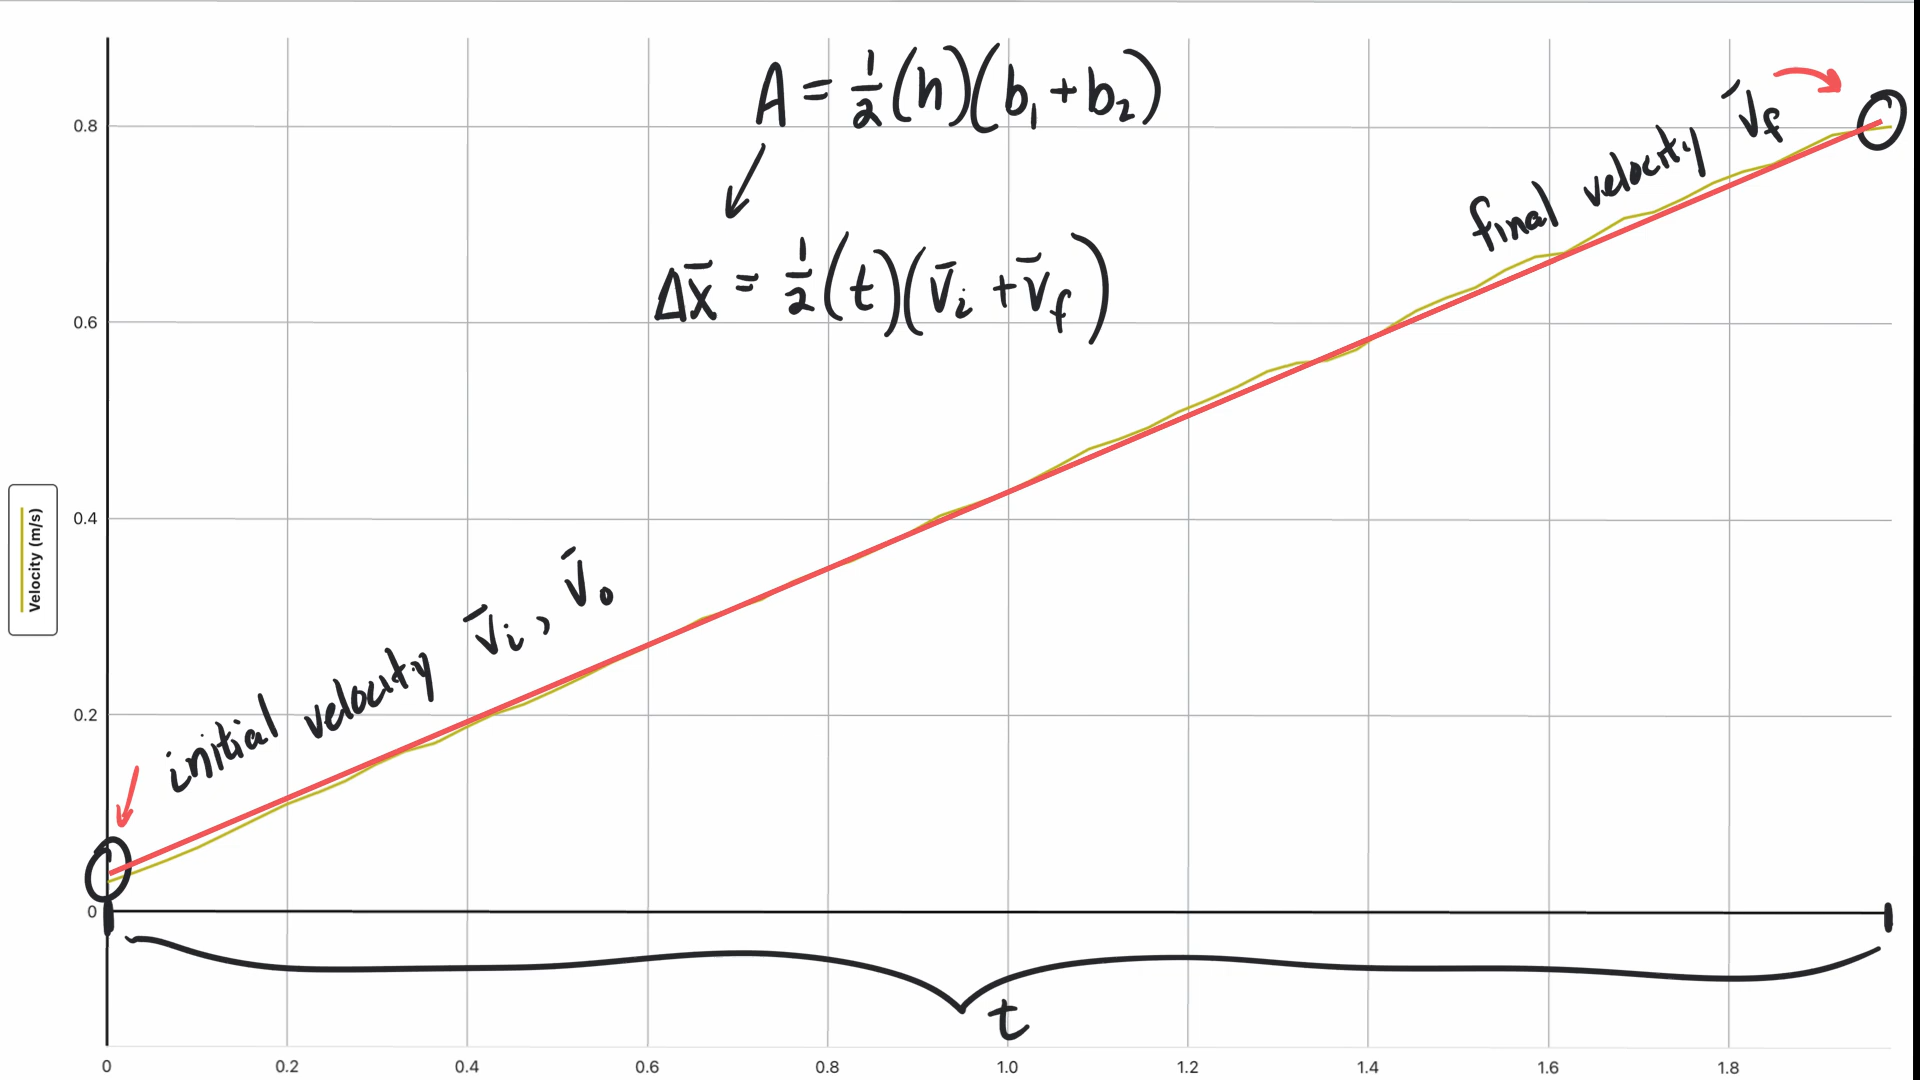 A = 1/2 (h)(b₁ + b₂)
Δx̄ = 1/2 (t)(v̄ᵢ + v̄f)
final velocity v̄f
initial velocity v̄ᵢ, v̄₀
Velocity (m/s)
0.8
0.6
0.4
0.2
0
t
0 0.2 0.4 0.6 0.8 1.0 1.2 1.4 1.6 1.8